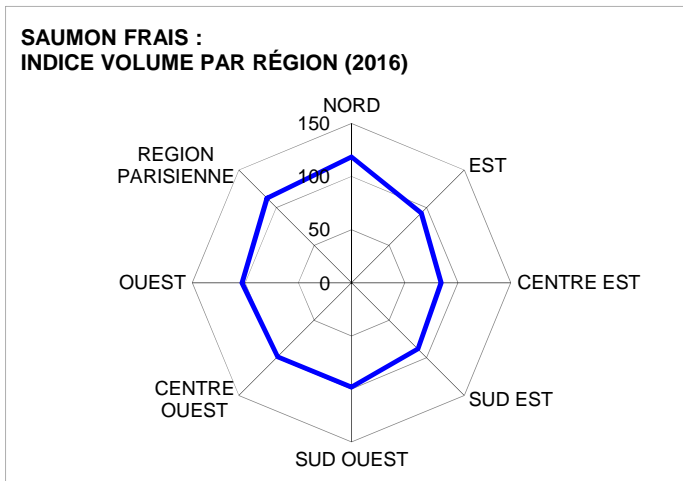 SAUMON FRAIS :
INDICE VOLUME PAR RÉGION (2016)
NORD
150
REGION
PARISIENNE
EST
100
50
OUEST
0
CENTRE EST
CENTRE
OUEST
SUD EST
SUD OUEST